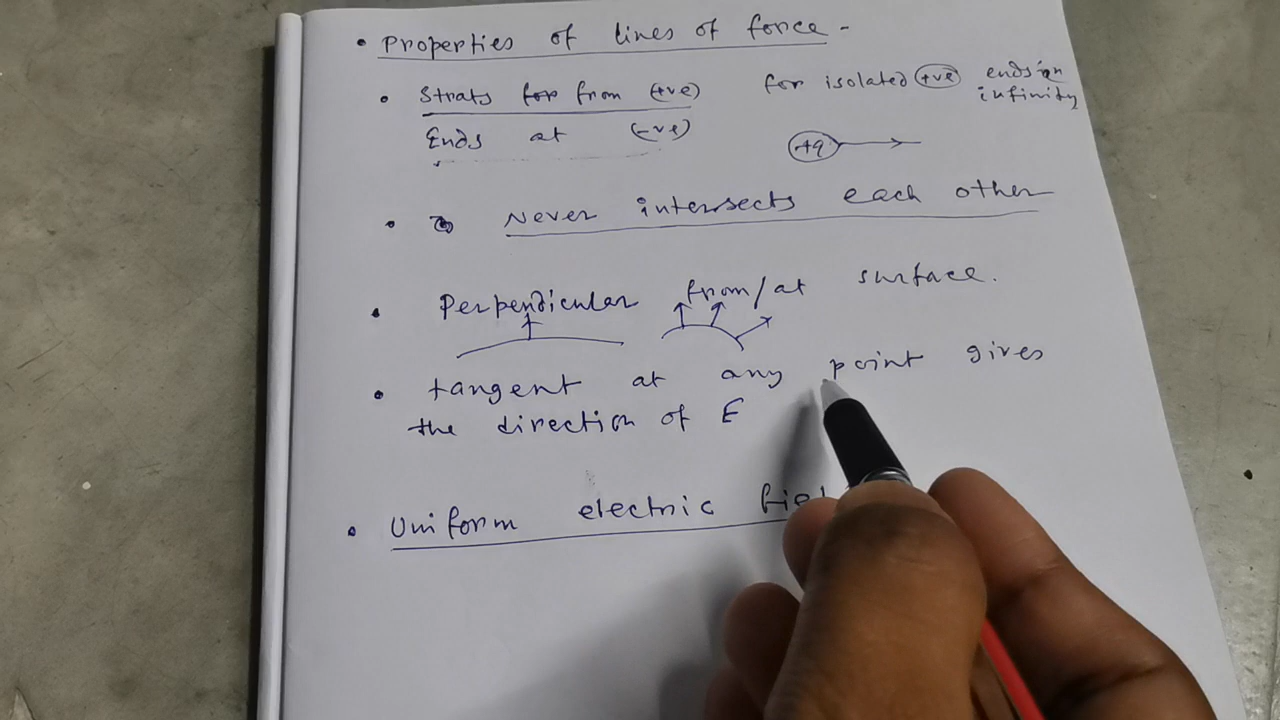 • Properties of lines of force -
• Strats for from (+ve) for isolated (+ve) ends in
infinity
Ends at (-ve)
+q
• Never intersects each other
• Perpendicular from/at surface.
• tangent at any point gives
the direction of E
• Uniform electric